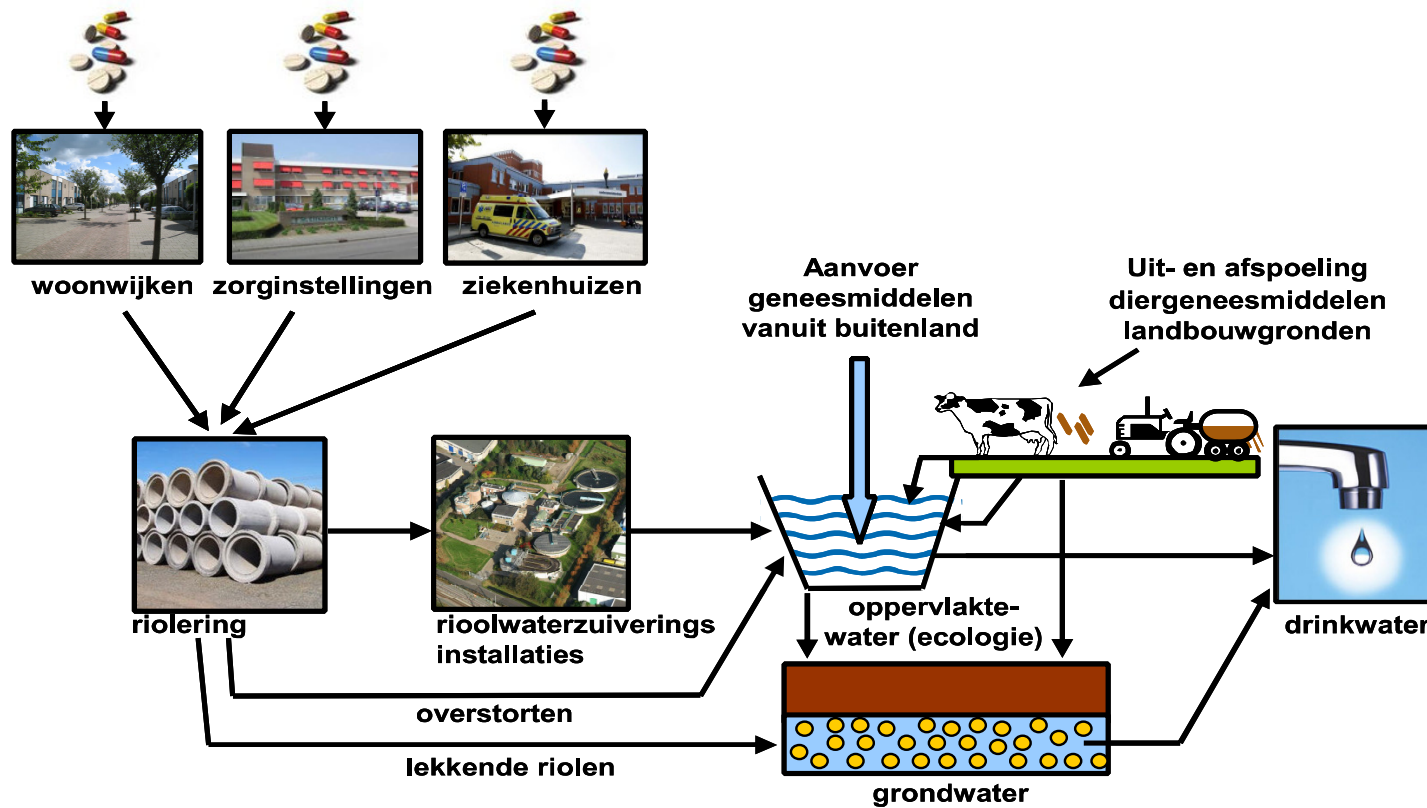 woonwijken
zorginstellingen
ziekenhuizen
Aanvoer
geneesmiddelen
vanuit buitenland
Uit- en afspoeling
diergeneesmiddelen
landbouwgronden
riolering
rioolwaterzuiverings
installaties
oppervlakte-
water (ecologie)
drinkwater
overstorten
lekkende riolen
grondwater